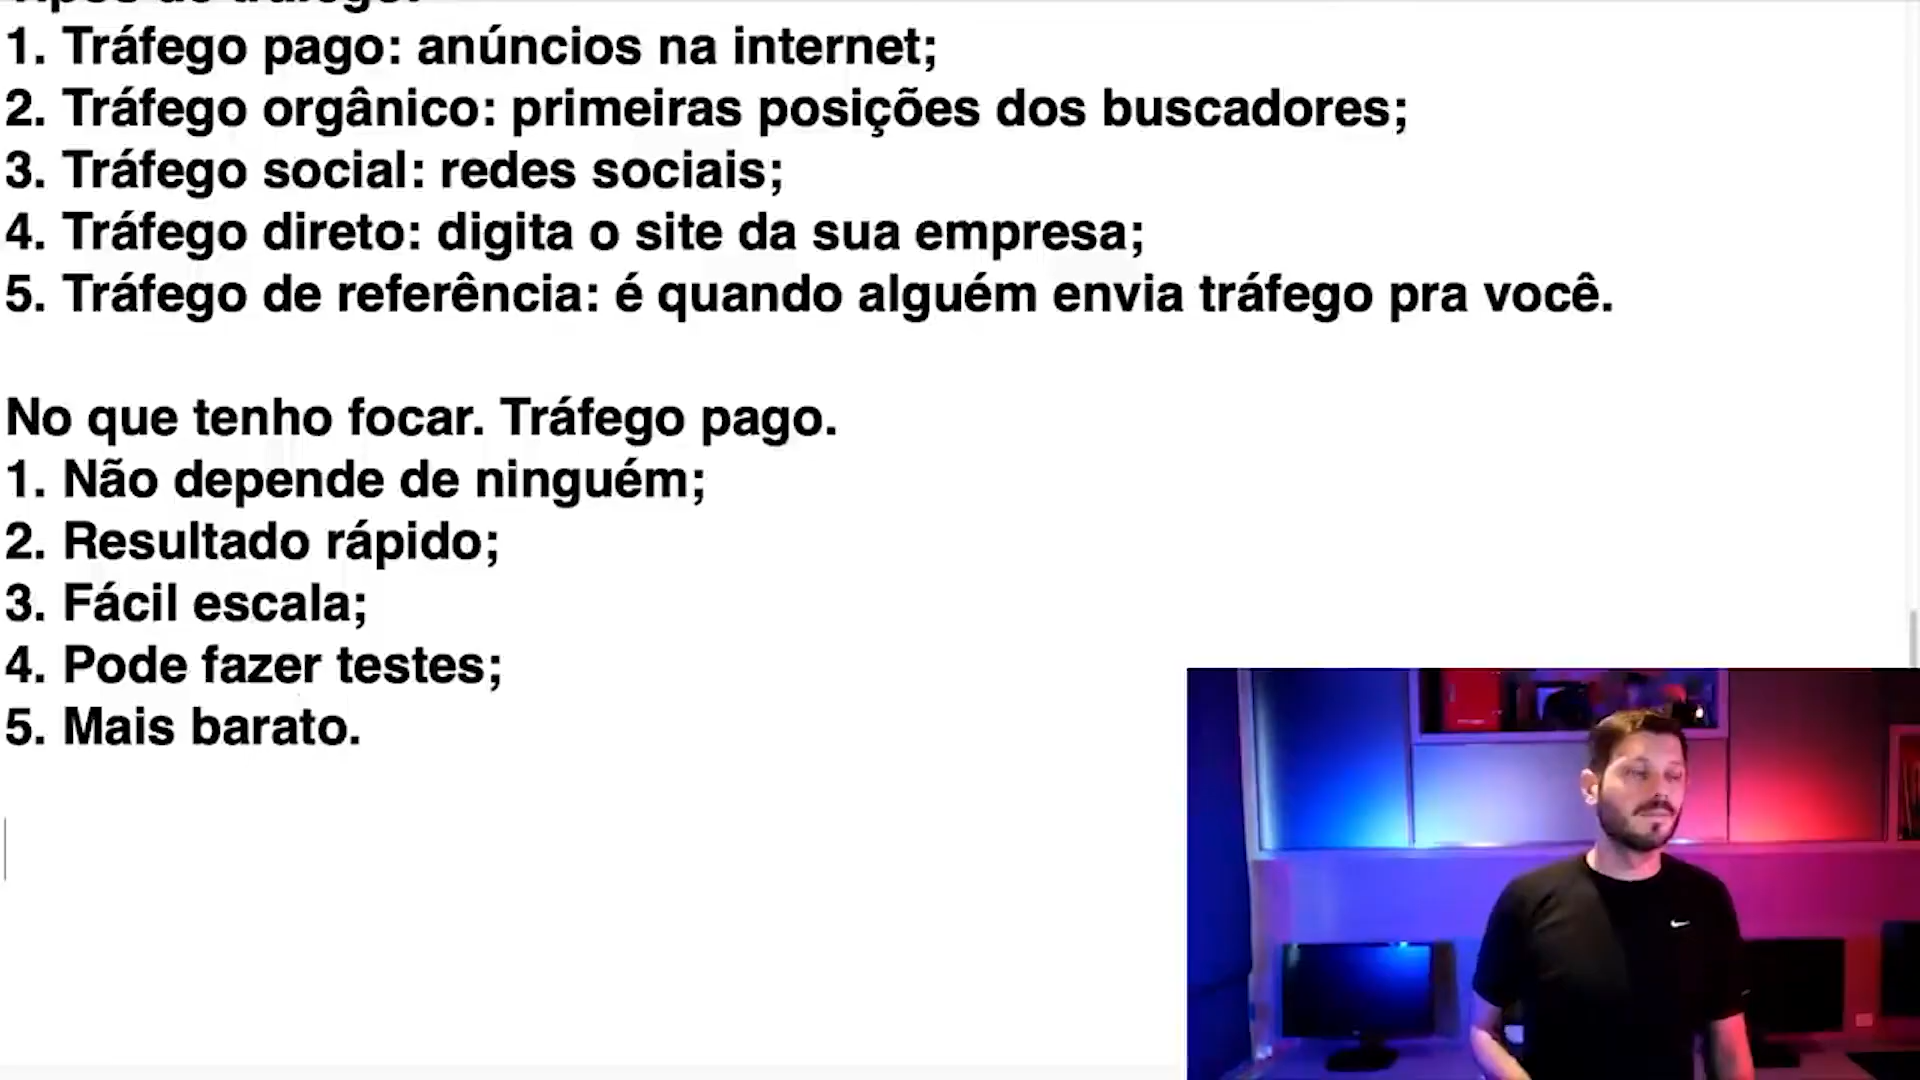 Tipos de tráfego:
1. Tráfego pago: anúncios na internet;
2. Tráfego orgânico: primeiras posições dos buscadores;
3. Tráfego social: redes sociais;
4. Tráfego direto: digita o site da sua empresa;
5. Tráfego de referência: é quando alguém envia tráfego pra você.
No que tenho focar. Tráfego pago.
1. Não depende de ninguém;
2. Resultado rápido;
3. Fácil escala;
4. Pode fazer testes;
5. Mais barato.